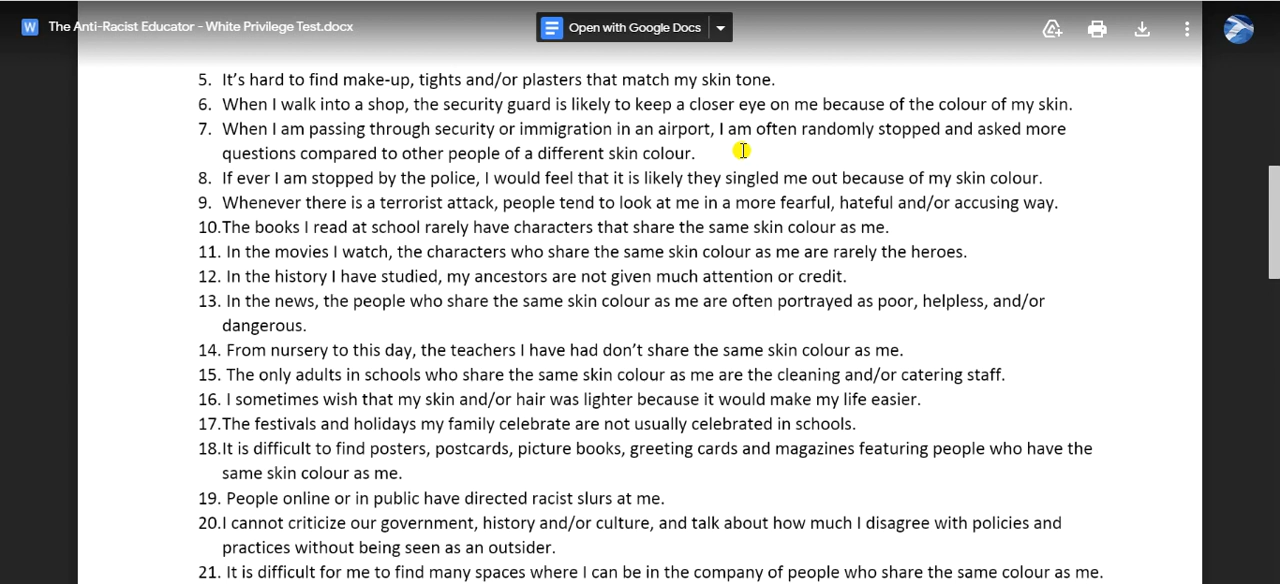 The Anti-Racist Educator - White Privilege Test.docx
Open with Google Docs
5. It's hard to find make-up, tights and/or plasters that match my skin tone.
6. When I walk into a shop, the security guard is likely to keep a closer eye on me because of the colour of my skin.
7. When I am passing through security or immigration in an airport, I am often randomly stopped and asked more
questions compared to other people of a different skin colour.
8. If ever I am stopped by the police, I would feel that it is likely they singled me out because of my skin colour.
9. Whenever there is a terrorist attack, people tend to look at me in a more fearful, hateful and/or accusing way.
10.The books I read at school rarely have characters that share the same skin colour as me.
11. In the movies I watch, the characters who share the same skin colour as me are rarely the heroes.
12. In the history I have studied, my ancestors are not given much attention or credit.
13. In the news, the people who share the same skin colour as me are often portrayed as poor, helpless, and/or
dangerous.
14. From nursery to this day, the teachers I have had don't share the same skin colour as me.
15. The only adults in schools who share the same skin colour as me are the cleaning and/or catering staff.
16. I sometimes wish that my skin and/or hair was lighter because it would make my life easier.
17.The festivals and holidays my family celebrate are not usually celebrated in schools.
18.It is difficult to find posters, postcards, picture books, greeting cards and magazines featuring people who have the
same skin colour as me.
19. People online or in public have directed racist slurs at me.
20.I cannot criticize our government, history and/or culture, and talk about how much I disagree with policies and
practices without being seen as an outsider.
21. It is difficult for me to find many spaces where I can be in the company of people who share the same colour as me.